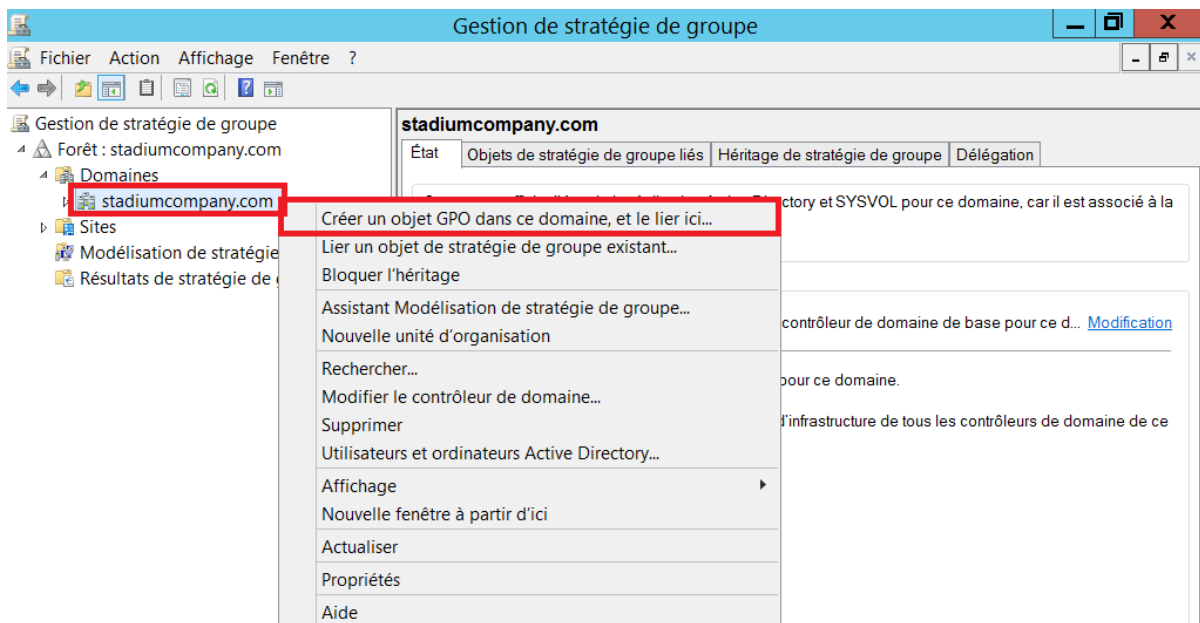 Gestion de stratégie de groupe
Fichier Action Affichage Fenêtre ?
Gestion de stratégie de groupe
Forêt : stadiumcompany.com
Domaines
stadiumcompany.com
Sites
Modélisation de stratégie
Résultats de stratégie de
stadiumcompany.com
État Objets de stratégie de groupe liés Héritage de stratégie de groupe Délégation
ctory et SYSVOL pour ce domaine, car il est associé à la
contrôleur de domaine de base pour ce d... Modification
pour ce domaine.
d'infrastructure de tous les contrôleurs de domaine de ce
Créer un objet GPO dans ce domaine, et le lier ici...
Lier un objet de stratégie de groupe existant...
Bloquer l'héritage
Assistant Modélisation de stratégie de groupe...
Nouvelle unité d'organisation
Rechercher...
Modifier le contrôleur de domaine...
Supprimer
Utilisateurs et ordinateurs Active Directory...
Affichage
Nouvelle fenêtre à partir d'ici
Actualiser
Propriétés
Aide